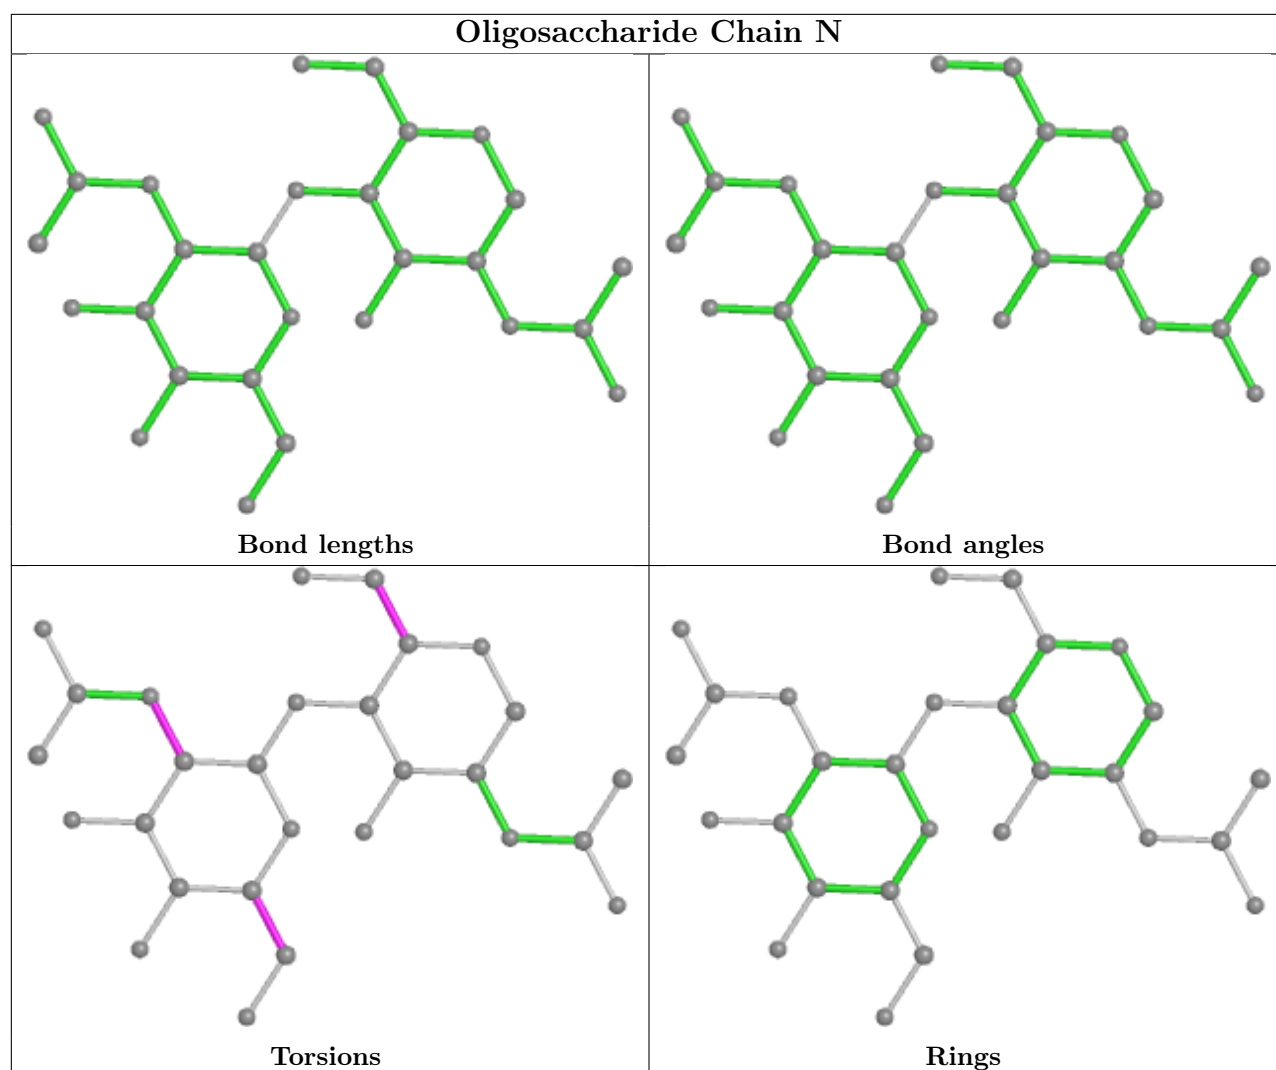 Oligosaccharide Chain N
Bond lengths
Bond angles
Torsions
Rings